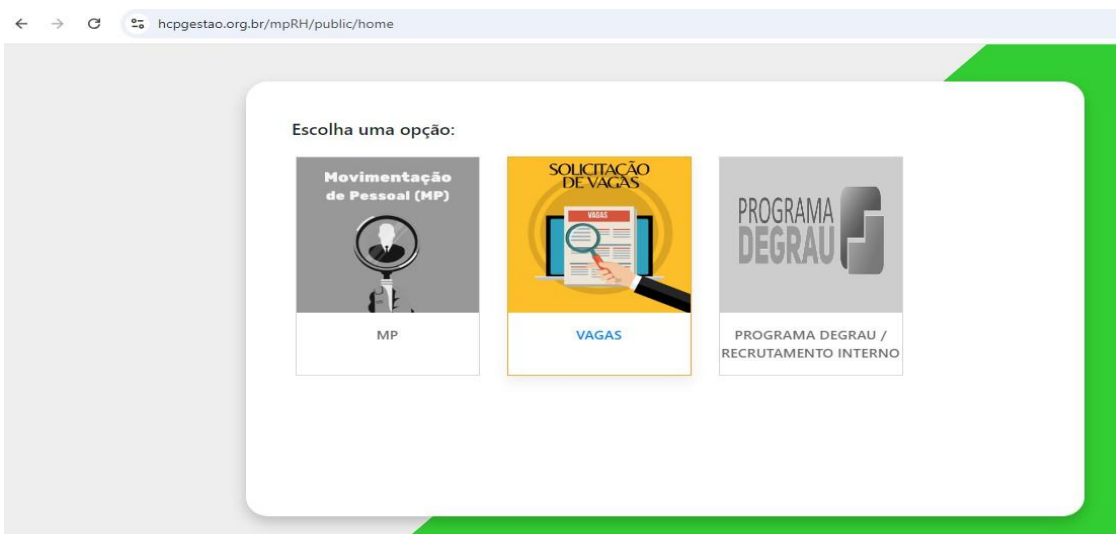 hcpgestao.org.br/mpRH/public/home
Escolha uma opção:
Movimentação
de Pessoal (MP)
MP
SOLICITAÇÃO
DE VAGAS
VAGAS
VAGAS
PROGRAMA
DEGRAU
PROGRAMA DEGRAU /
RECRUTAMENTO INTERNO